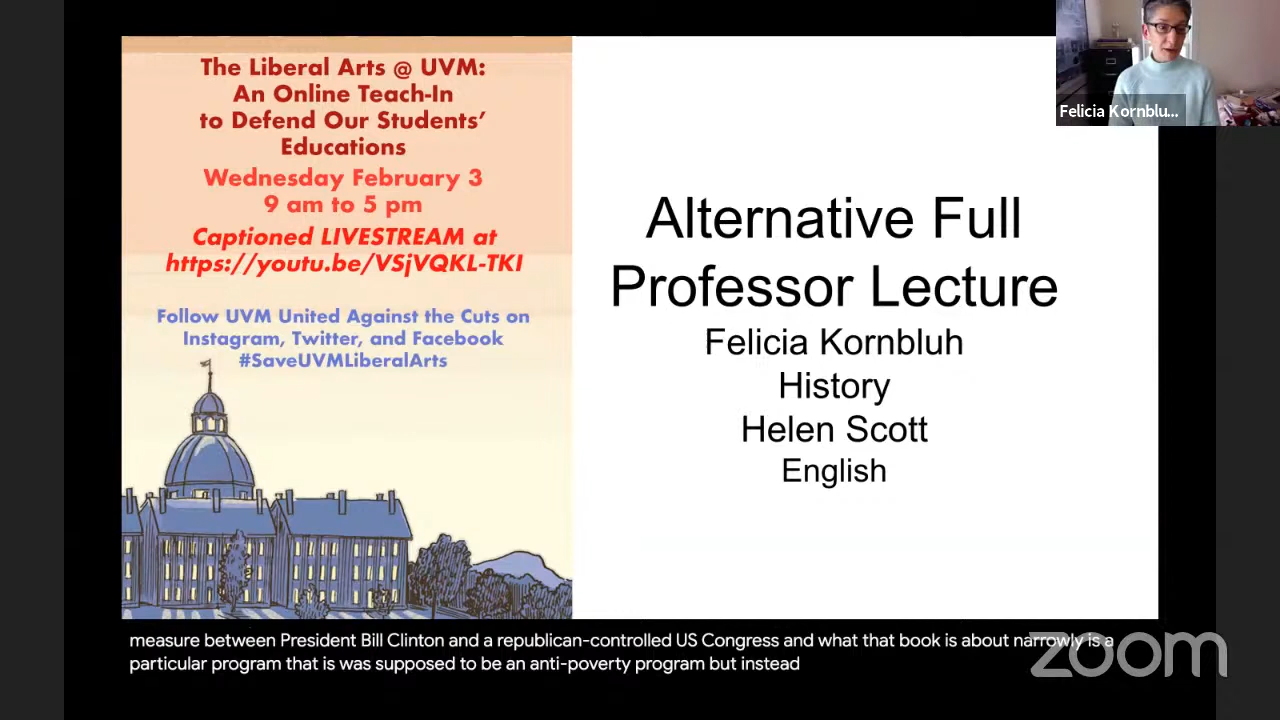 The Liberal Arts @ UVM:
An Online Teach-In
to Defend Our Students'
Educations
Wednesday February 3
9 am to 5 pm
Captioned LIVESTREAM at
https://youtu.be/VSjVQKL-TKI
Follow UVM United Against the Cuts on
Instagram, Twitter, and Facebook
#SaveUVMLiberalArts
Alternative Full
Professor Lecture
Felicia Kornbluh
History
Helen Scott
English
Felicia Kornblu...
measure between President Bill Clinton and a republican-controlled US Congress and what that book is about narrowly is a
particular program that is was supposed to be an anti-poverty program but instead
zoom